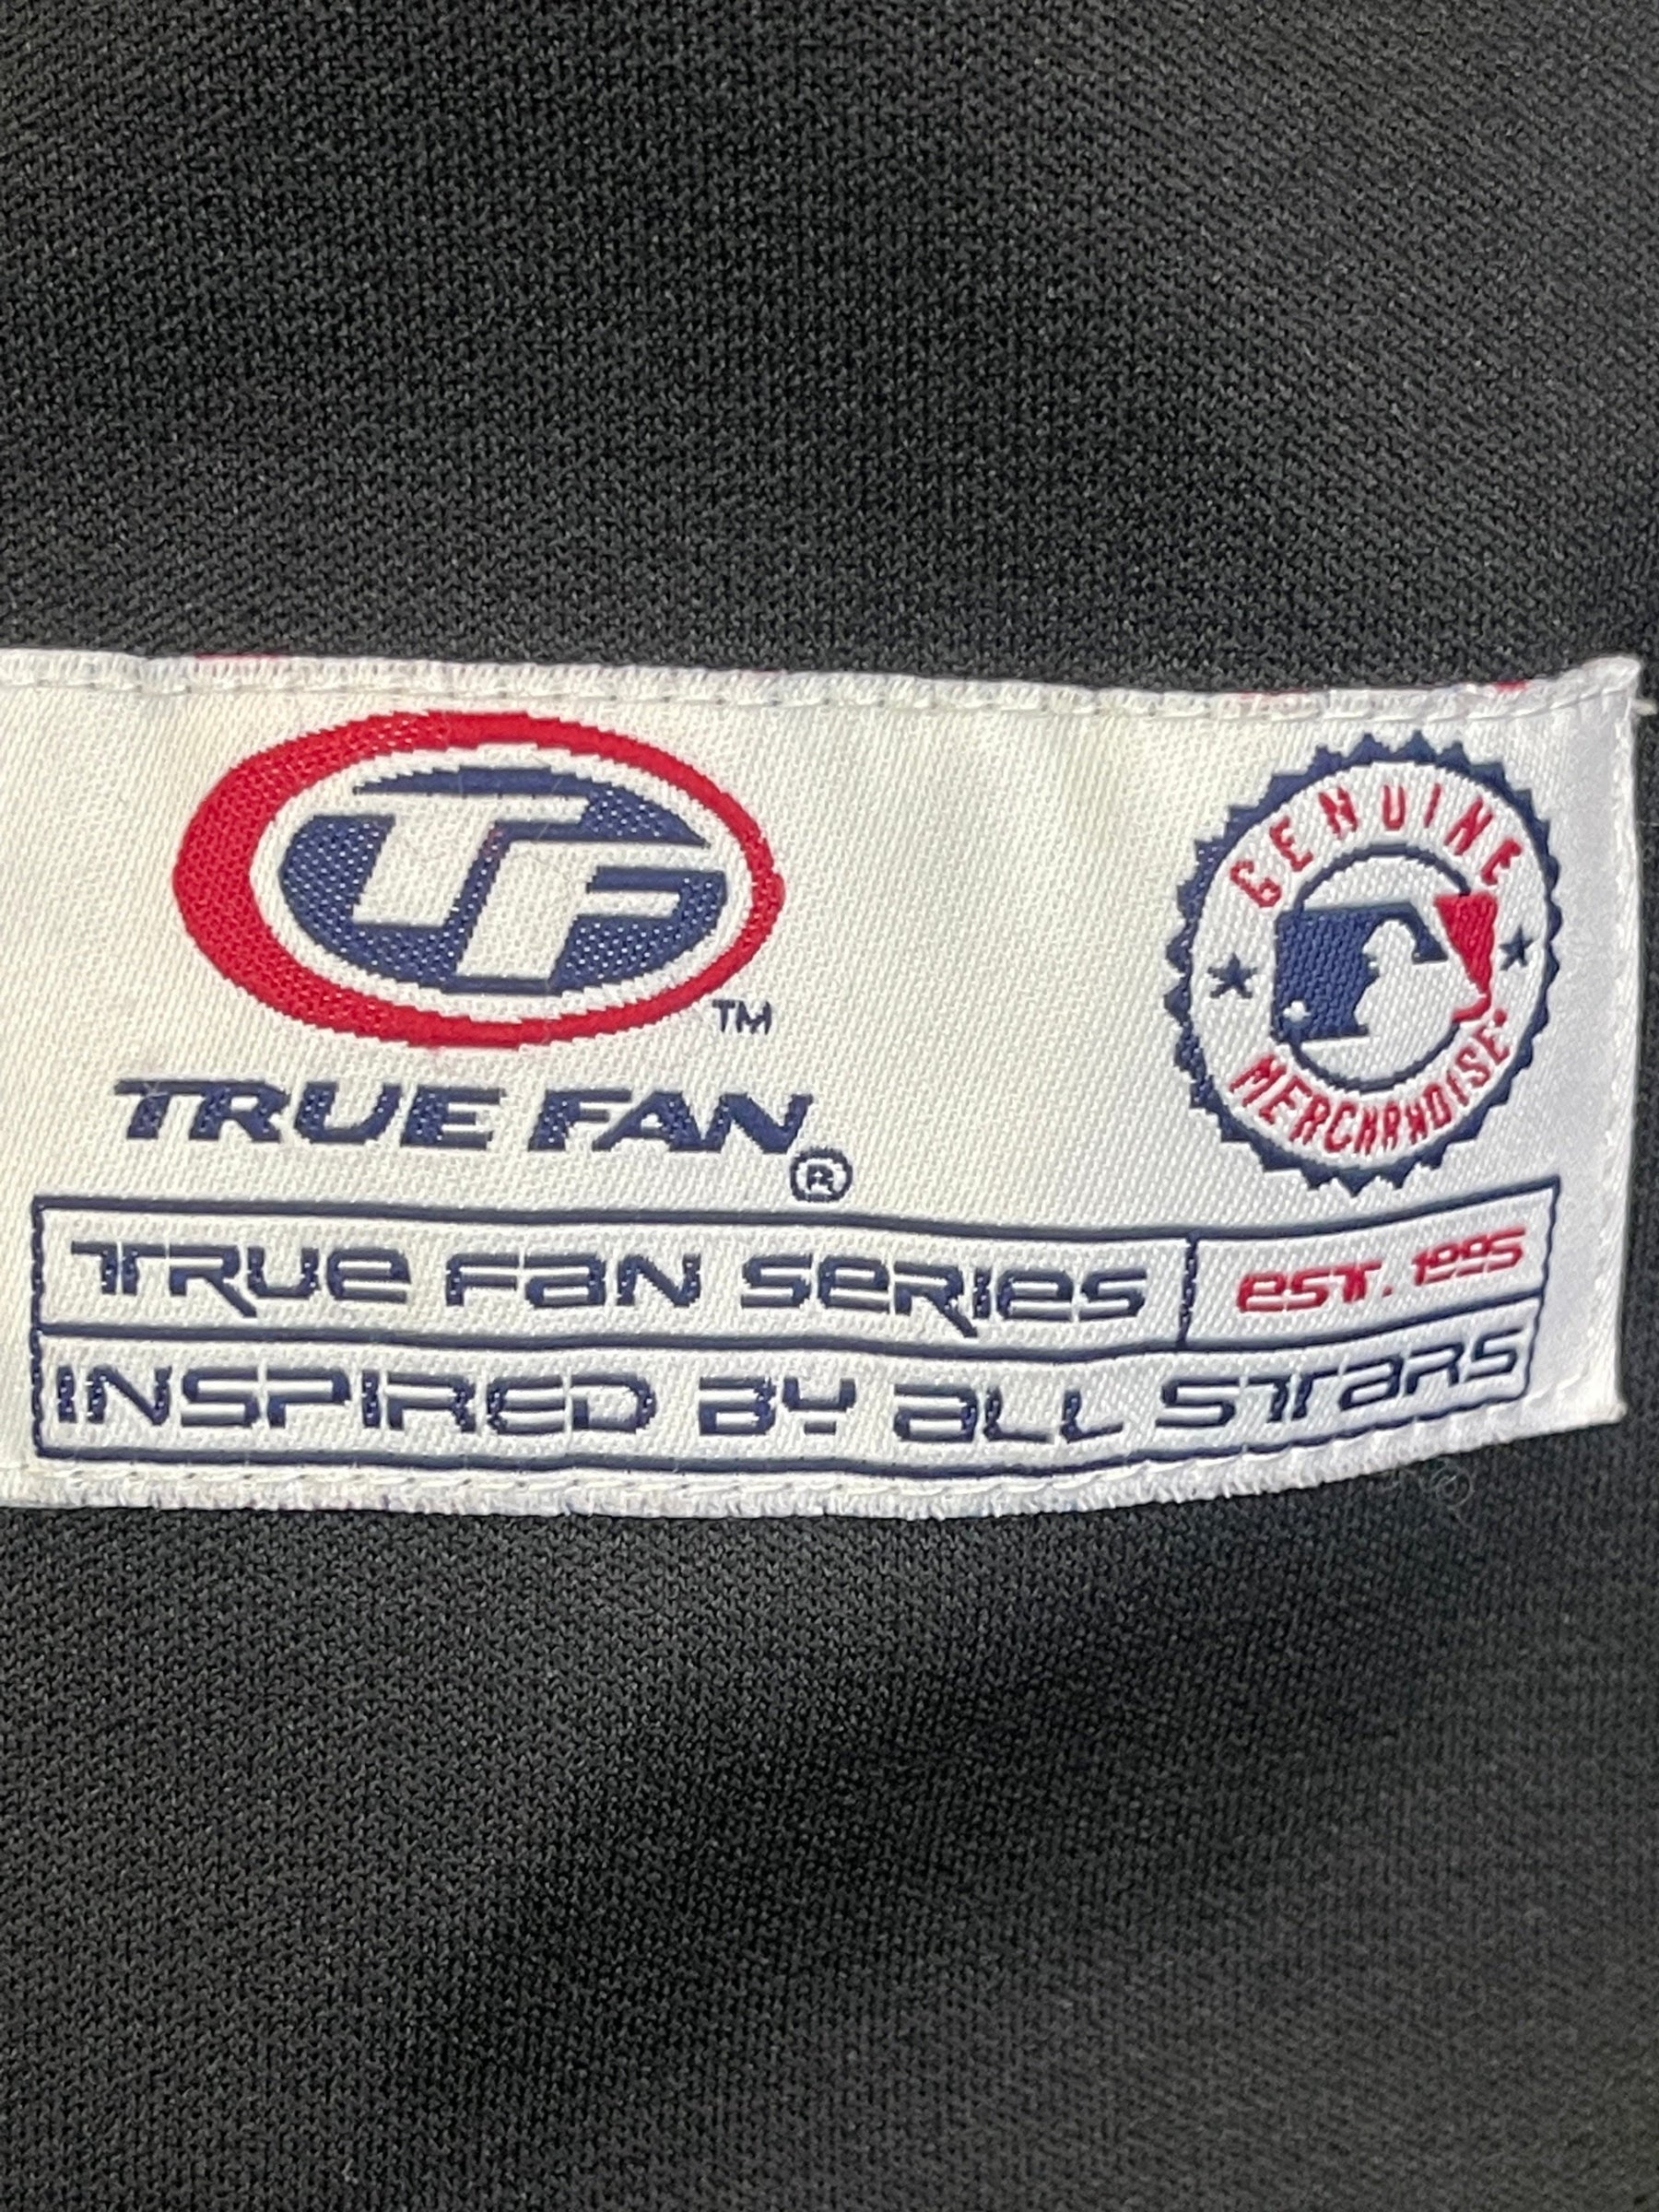 TF
TM
GENUINE
MERCHANDISE
TRUE FAN®
TRUE FAN SERIES EST. 1995
INSPIRED BY ALL STARS